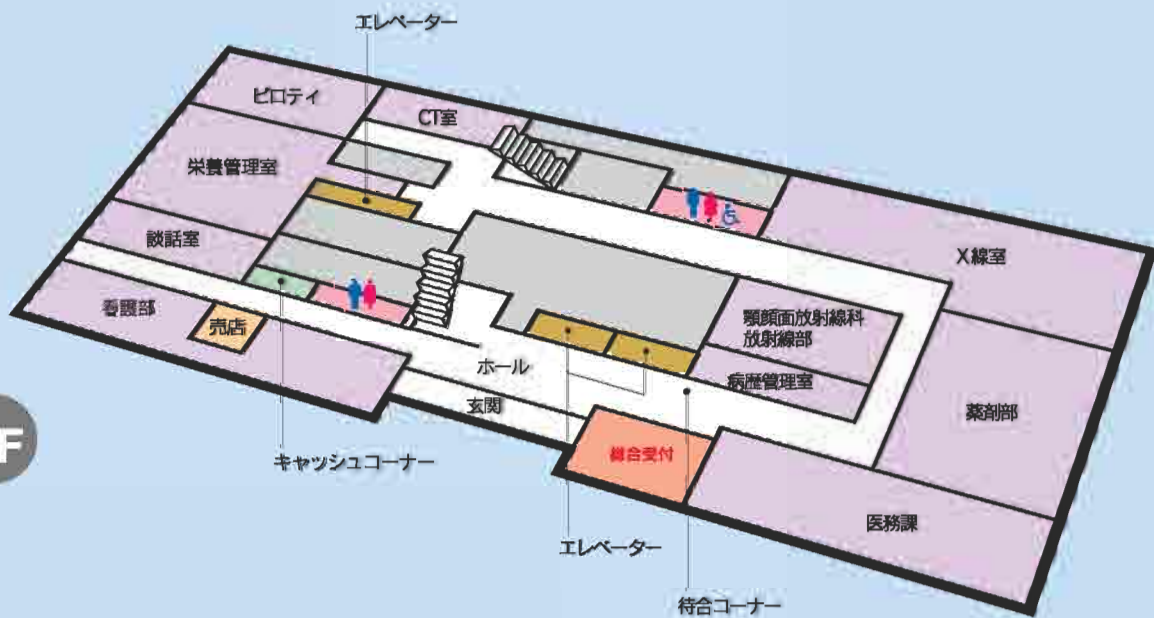 エレベーター
ピロティ
CT室
栄養管理室
X線室
談話室
看護部
売店
顎顔面放射線科
放射線部
ホール
病歴管理室
玄関
薬剤部
総合受付
キャッシュコーナー
F
医務課
エレベーター
待合コーナー